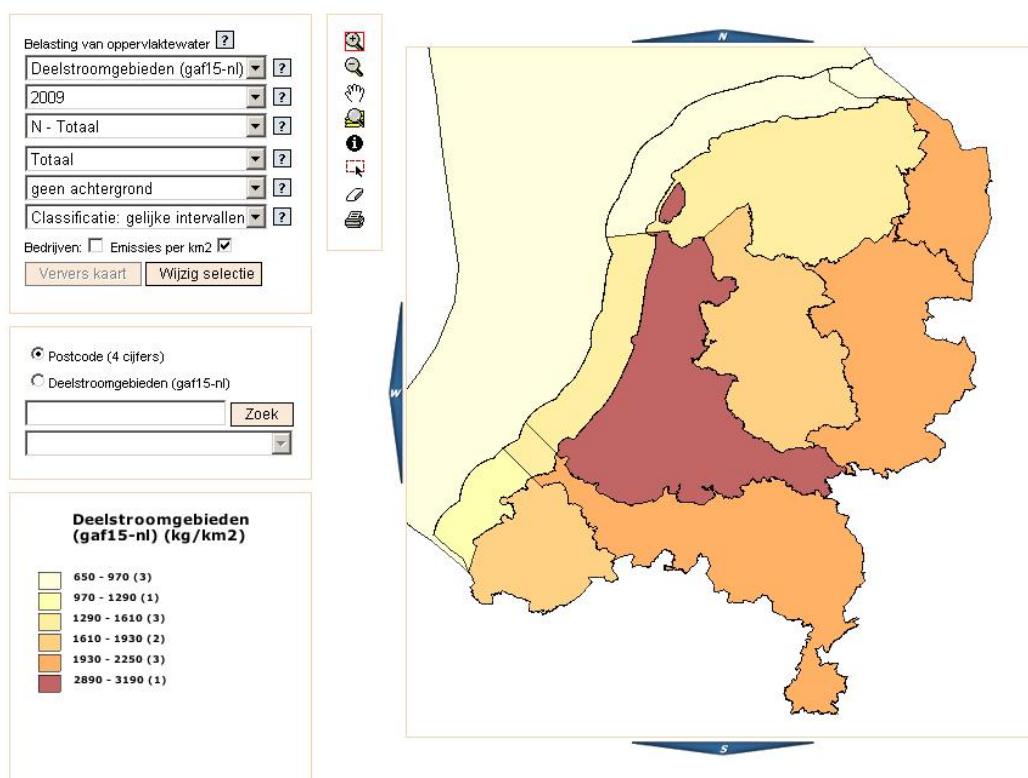 Belasting van oppervlaktewater ?
Deelstroomgebieden (gaf15-nl) ?
2009 ?
N - Totaal ?
Totaal ?
geen achtergrond ?
Classificatie: gelijke intervallen ?
Bedrijven: Emissies per km2
Ververs kaart Wijzig selectie
Postcode (4 cijfers)
Deelstroomgebieden (gaf15-nl)
Zoek
Deelstroomgebieden
(gaf15-nl) (kg/km2)
650 - 970 (3)
970 - 1290 (1)
1290 - 1610 (3)
1610 - 1930 (2)
1930 - 2250 (3)
2890 - 3190 (1)
N
W
S